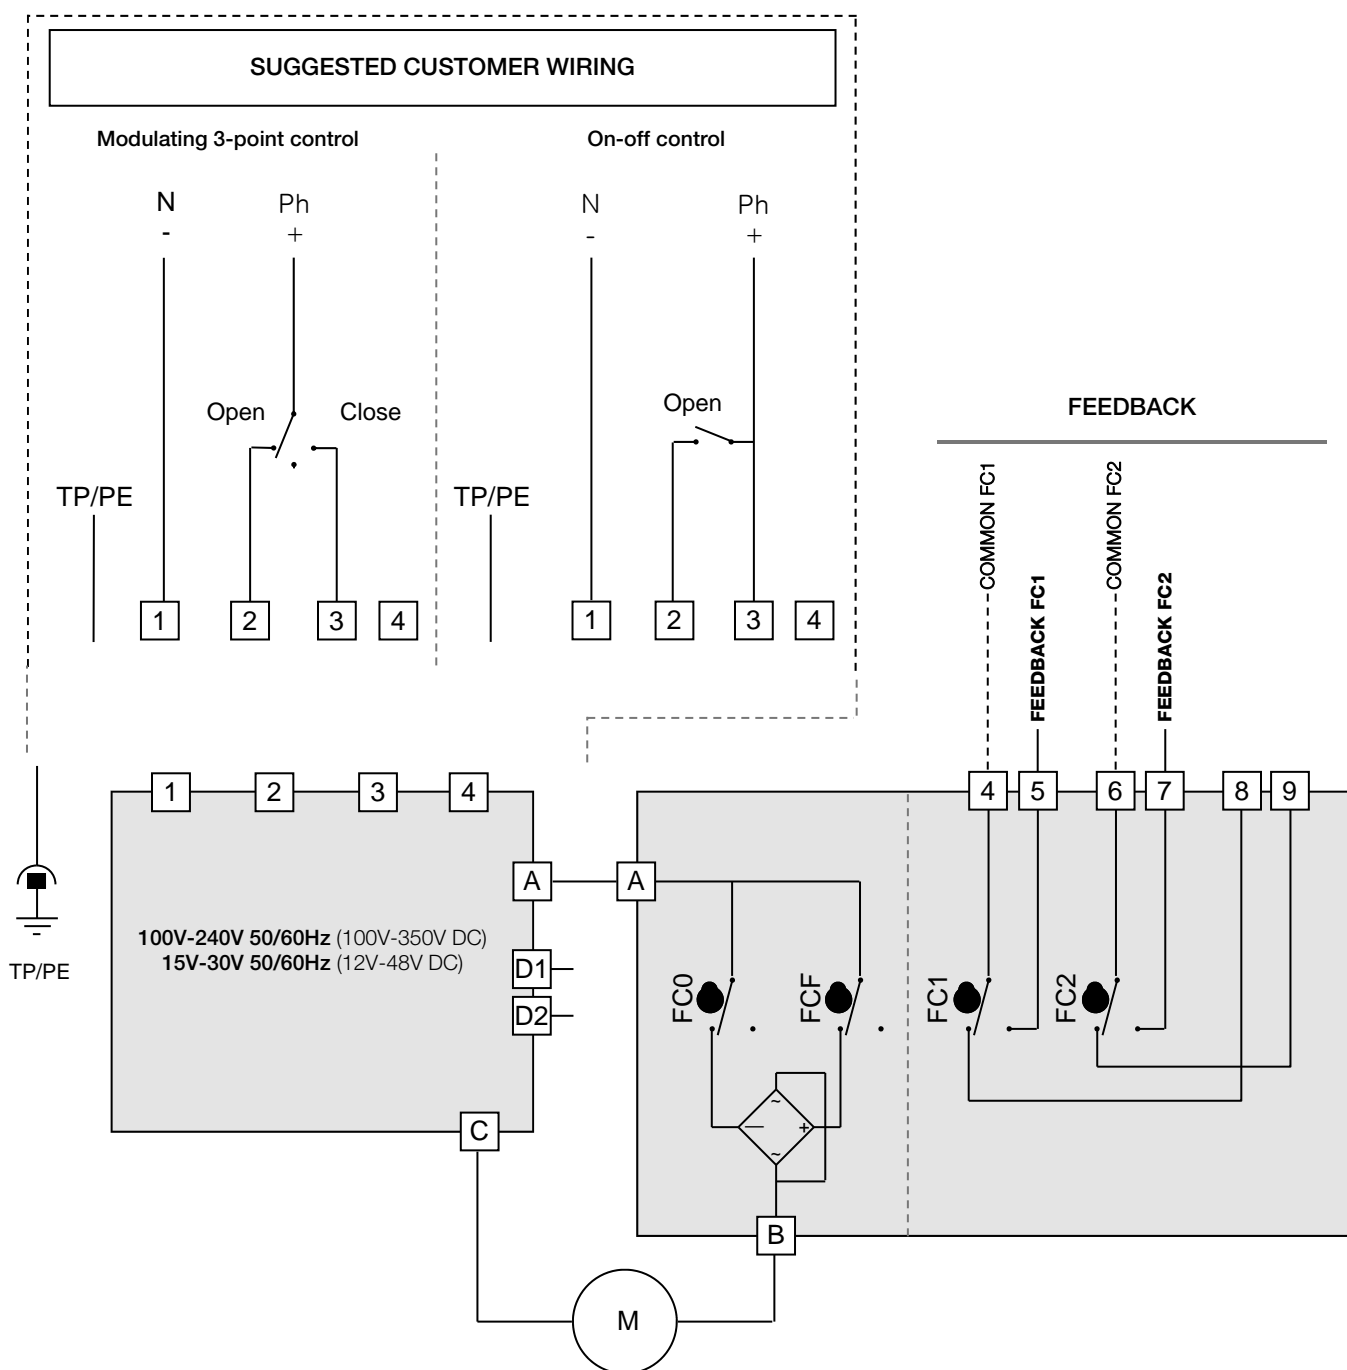 SUGGESTED CUSTOMER WIRING
Modulating 3-point control
On-off control
N
Ph
N
Ph
-
+
-
+
Open
Close
Open
TP/PE
TP/PE
1
2
3
4
1
2
3
4
FEEDBACK
COMMON FC1
FEEDBACK FC1
COMMON FC2
FEEDBACK FC2
1
2
3
4
4
5
6
7
8
9
A
A
100V-240V 50/60Hz (100V-350V DC)
15V-30V 50/60Hz (12V-48V DC)
D1
D2
TP/PE
FC0
FCF
FC1
FC2
~
—
+
~
C
B
M